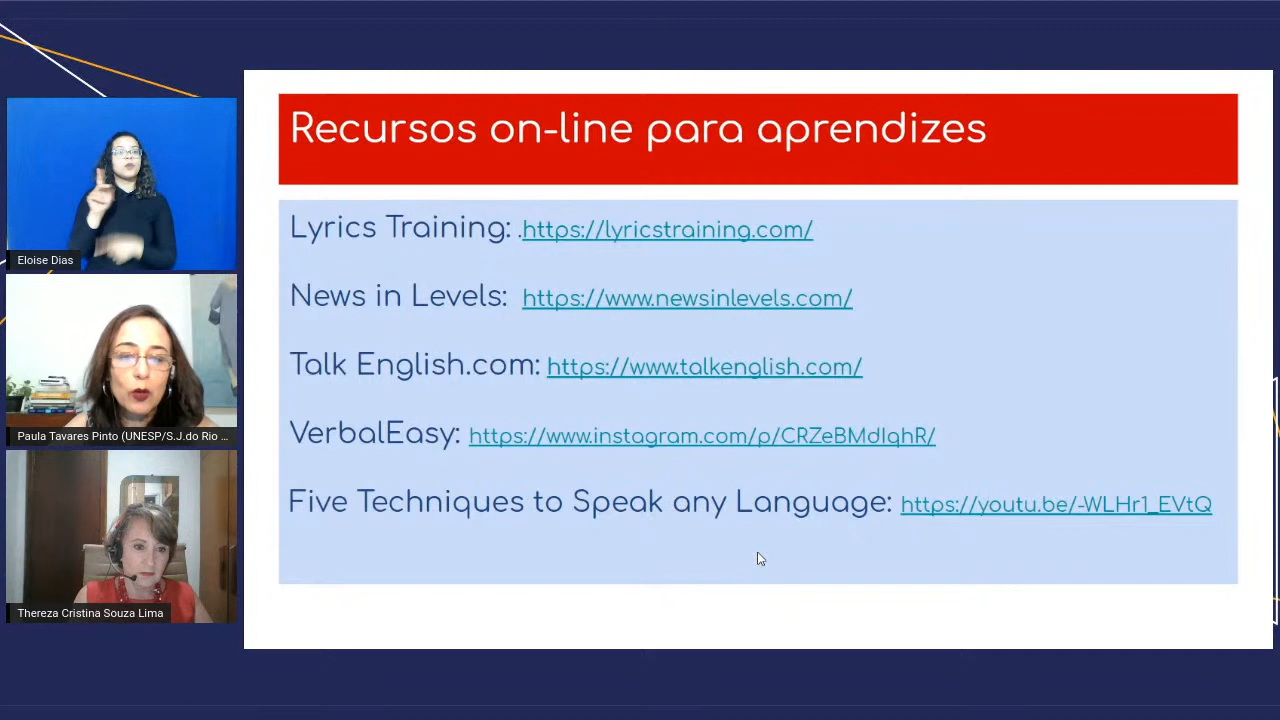 Recursos on-line para aprendizes
Lyrics Training: .https://lyricstraining.com/
News in Levels: https://www.newsinlevels.com/
Talk English.com: https://www.talkenglish.com/
VerbalEasy: https://www.instagram.com/p/CRZeBMdIqhR/
Five Techniques to Speak any Language: https://youtu.be/-WLHr1_EVtQ
Eloise Dias
Paula Tavares Pinto (UNESP/S.J.do Rio ...
Thereza Cristina Souza Lima